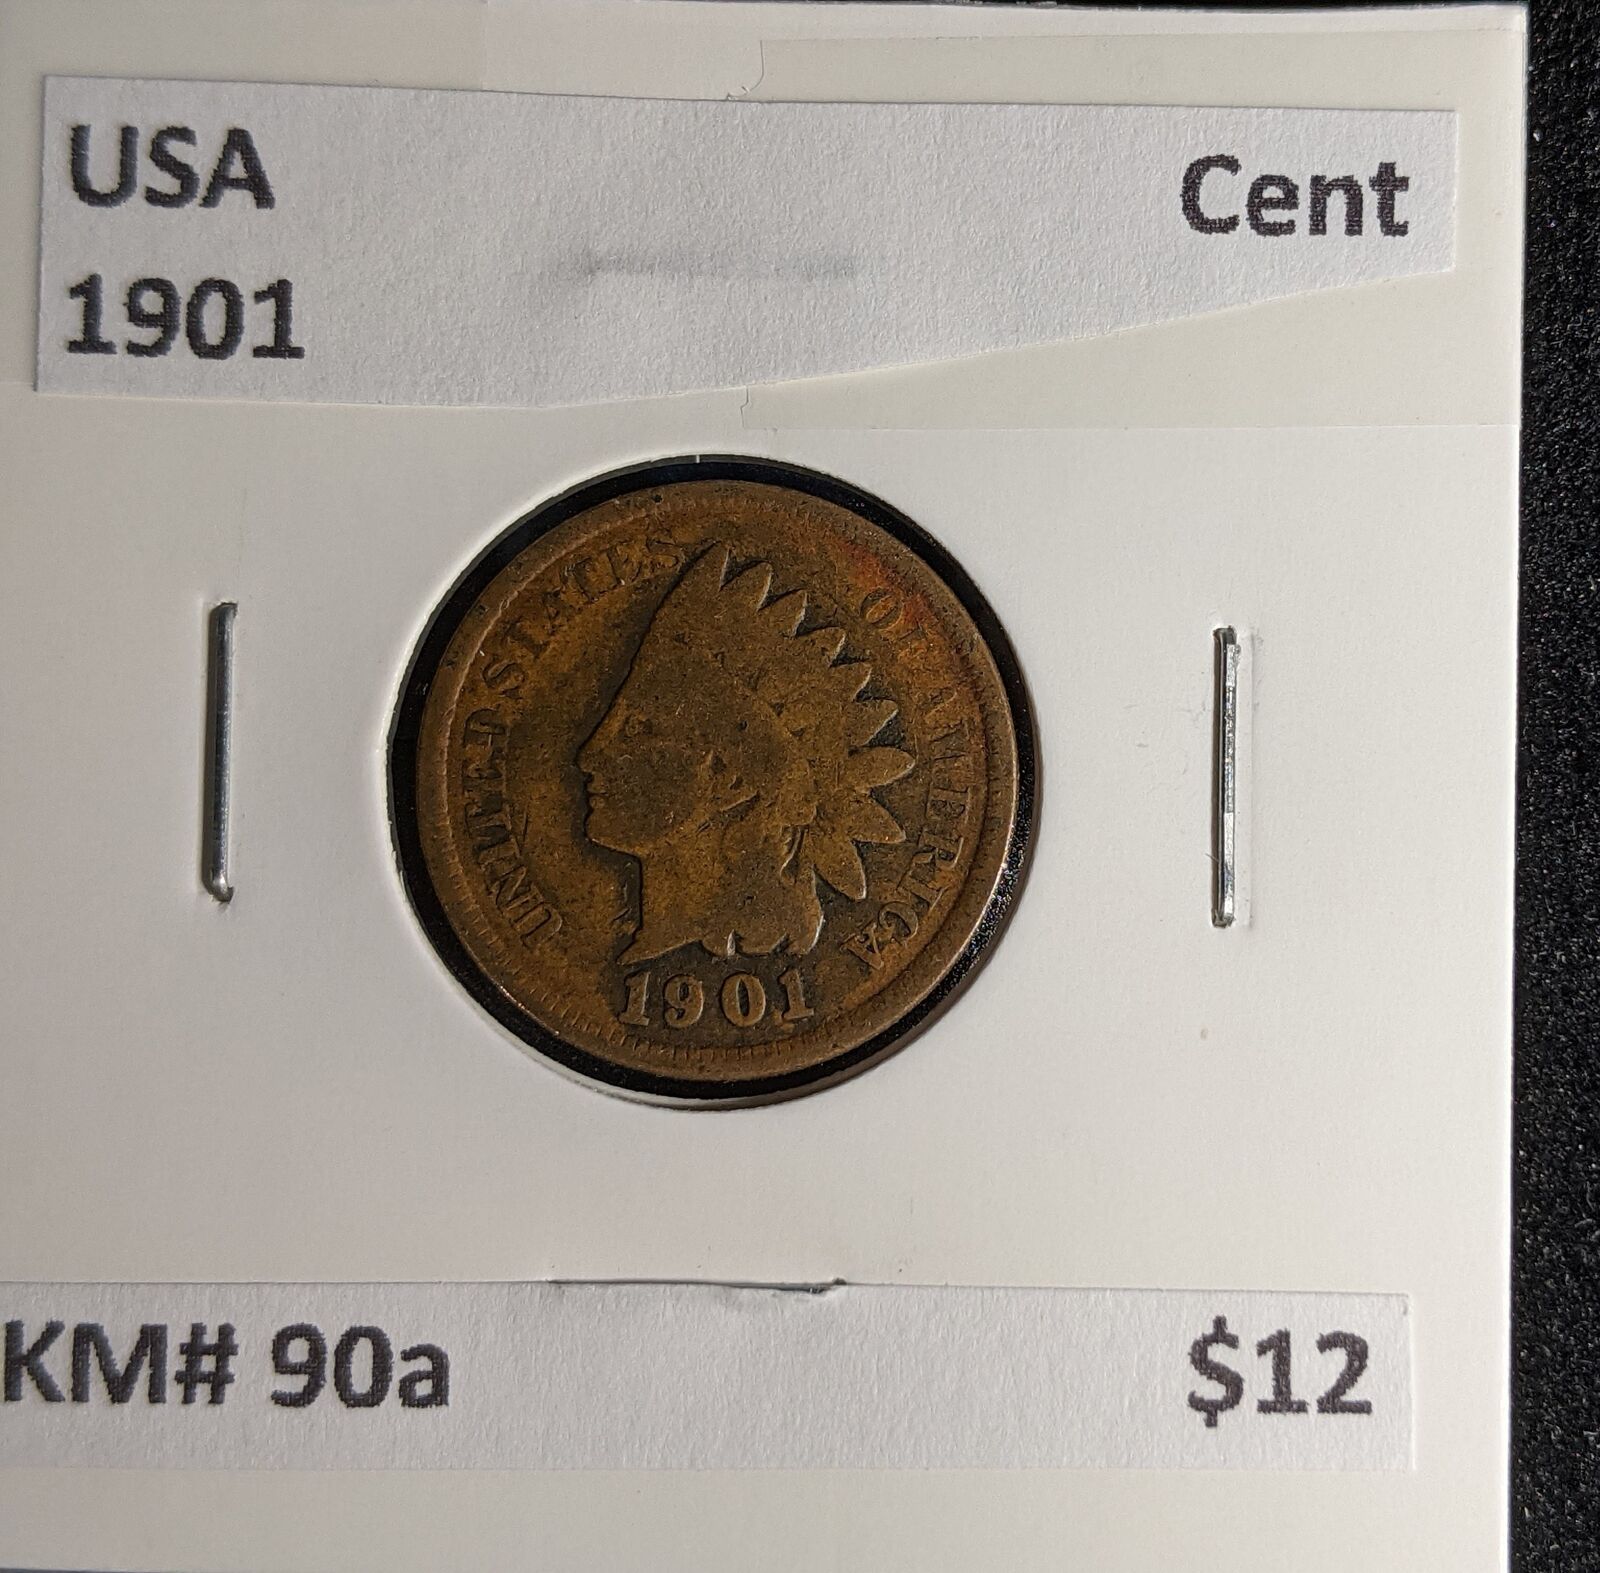 USA Cent
1901
UNITED STATES OF AMERICA
1901
KM# 90a $12